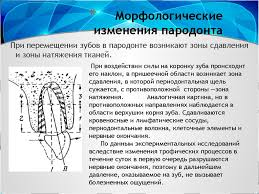 Морфологические
изменения пародонта
При перемещении зубов в пародонте возникают зоны сдавления
и зоны натяжения тканей.
При воздействии силы на коронку зуба происходит
его наклон, в пришеечной области возникает зона
сдавления, в которой периодонтальная щель
сужается, с противоположной стороны –зона
натяжения. Аналогичная картина, но в
противоположных направлениях наблюдается в
области верхушки корня зуба. Сдавливаются
кровеносные и лимфатические сосуды,
периодонтальные волокна, клеточные элементы и
нервные окончания.
По данным экспериментальных исследований
вследствие изменения трофических процессов в
течение суток в первую очередь разрушаются
нервные окончания, поэтому в дальнейшем
давление, оказываемое на зуб, не вызывает
болезненных ощущений.